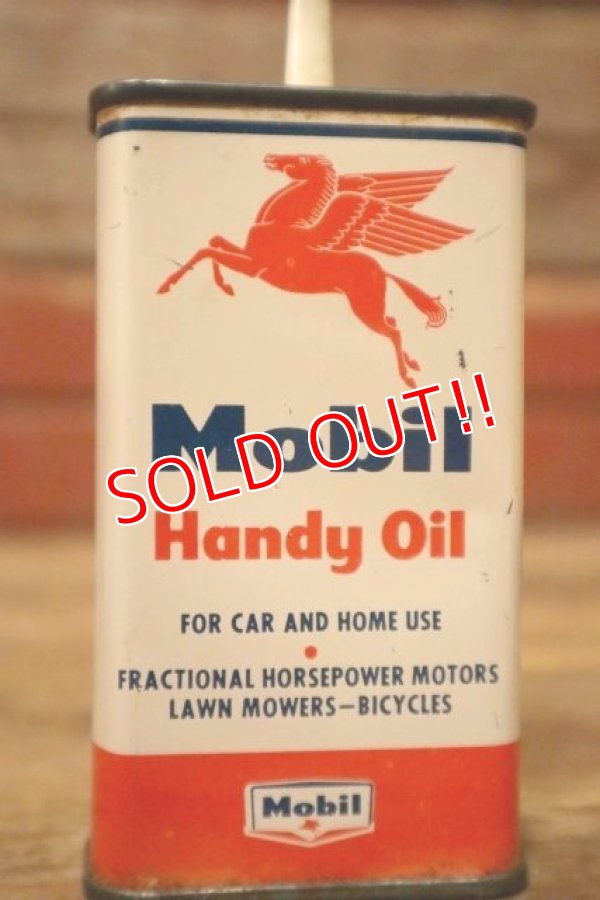 Mobil
SOLD OUT!!
Handy Oil
FOR CAR AND HOME USE
•
FRACTIONAL HORSEPOWER MOTORS
LAWN MOWERS—BICYCLES
Mobil